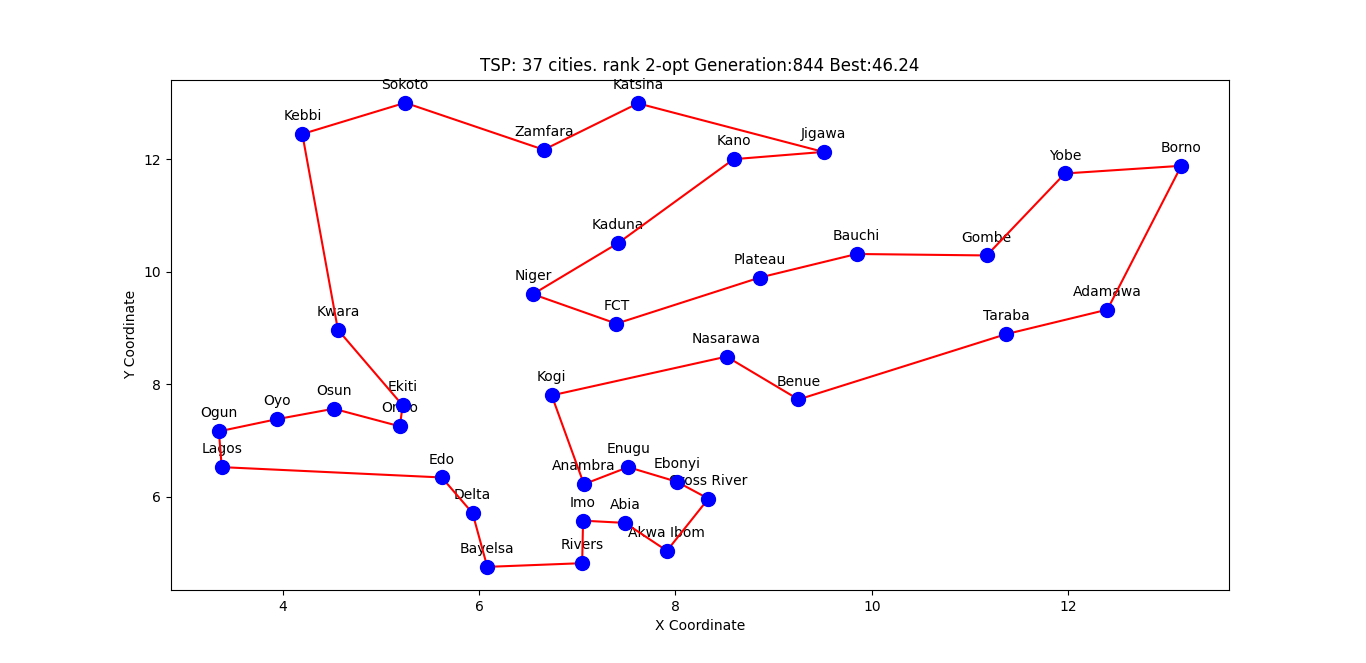 TSP: 37 cities. rank 2-opt Generation:844 Best:46.24
Sokoto
Katsina
Kebbi
Zamfara
Kano
Jigawa
Yobe
Borno
Kaduna
Bauchi
Gombe
Plateau
Niger
FCT
Adamawa
Kwara
Taraba
Nasarawa
Kogi
Benue
Ekiti
Osun
Oyo
Ondo
Ogun
Lagos
Edo
Enugu
Anambra
Ebonyi
Cross River
Delta
Imo
Abia
Akwa Ibom
Bayelsa
Rivers
12
10
8
6
4
6
8
10
12
X Coordinate
Y Coordinate